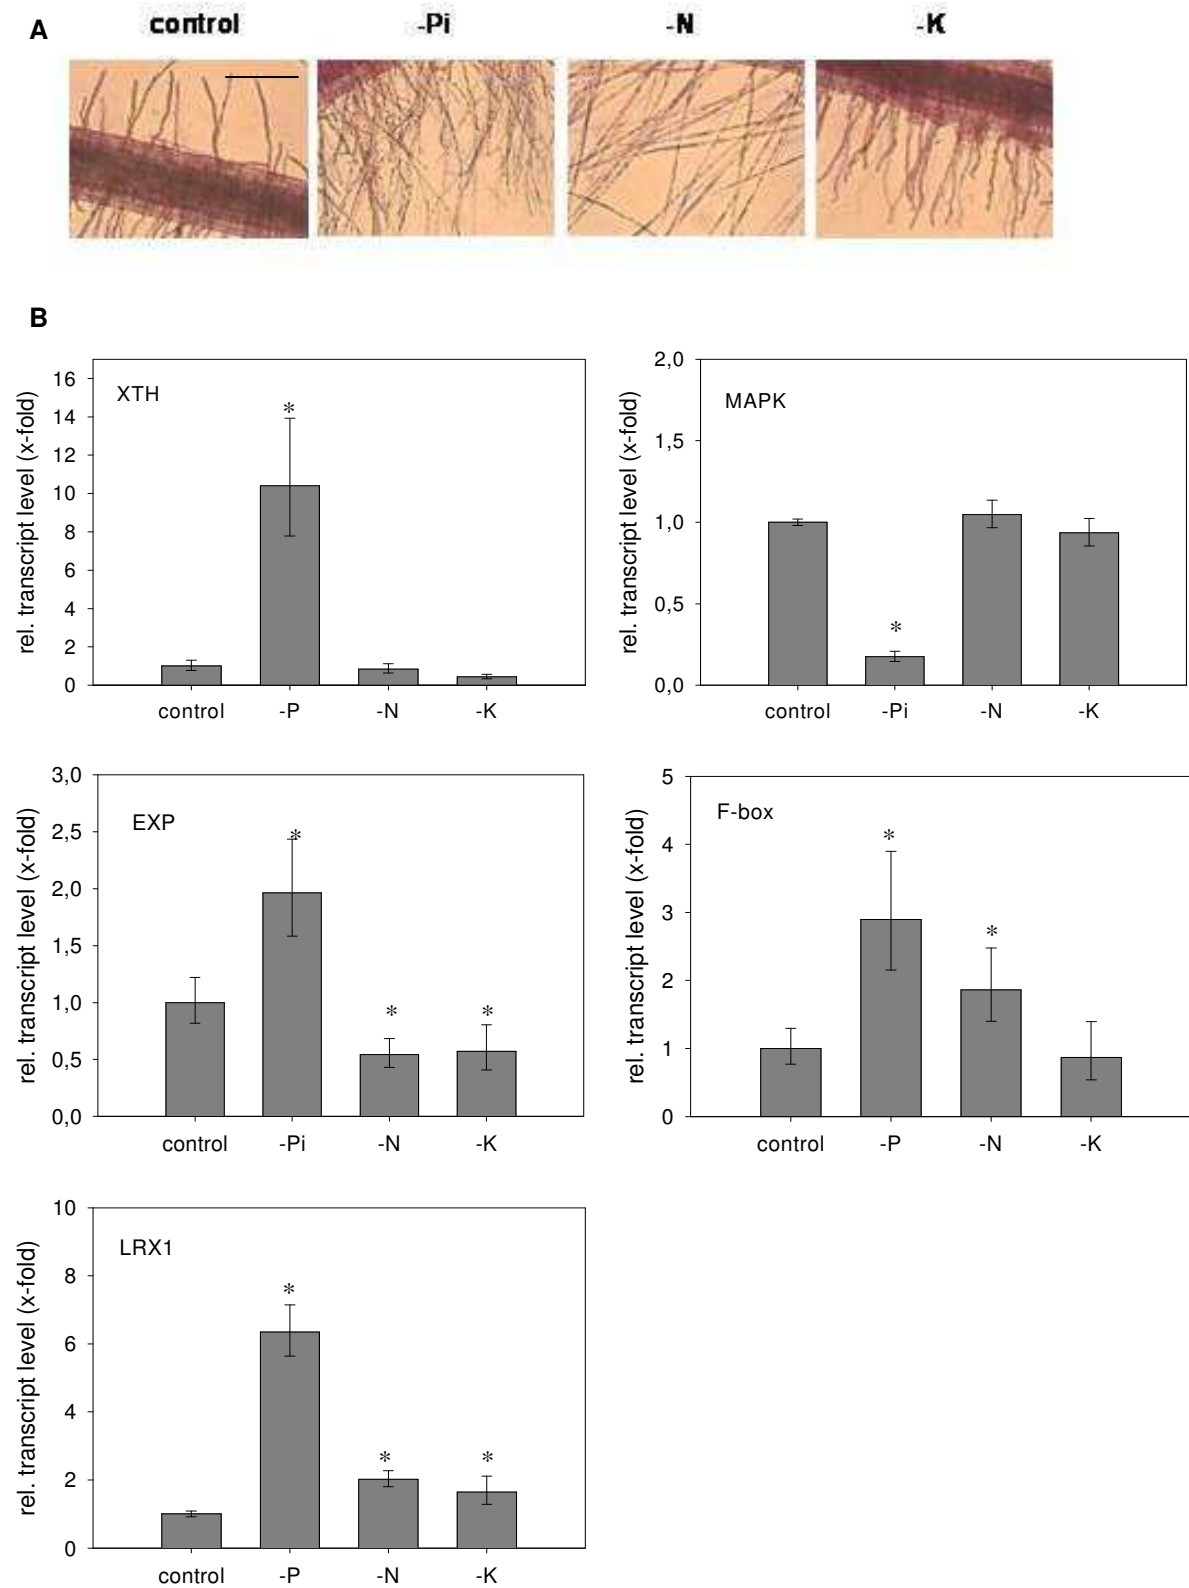 A
control -Pi -N -K
B
XTH
rel. transcript level (x-fold)
16
14
12
10
8
6
4
2
0
*
control -P -N -K
MAPK
rel. transcript level (x-fold)
2,0
1,5
1,0
0,5
0,0
*
control -Pi -N -K
EXP
rel. transcript level (x-fold)
3,0
2,5
2,0
1,5
1,0
0,5
0,0
* * *
control -Pi -N -K
F-box
rel. transcript level (x-fold)
5
4
3
2
1
0
* *
control -P -N -K
LRX1
rel. transcript level (x-fold)
10
8
6
4
2
0
* * *
control -P -N -K